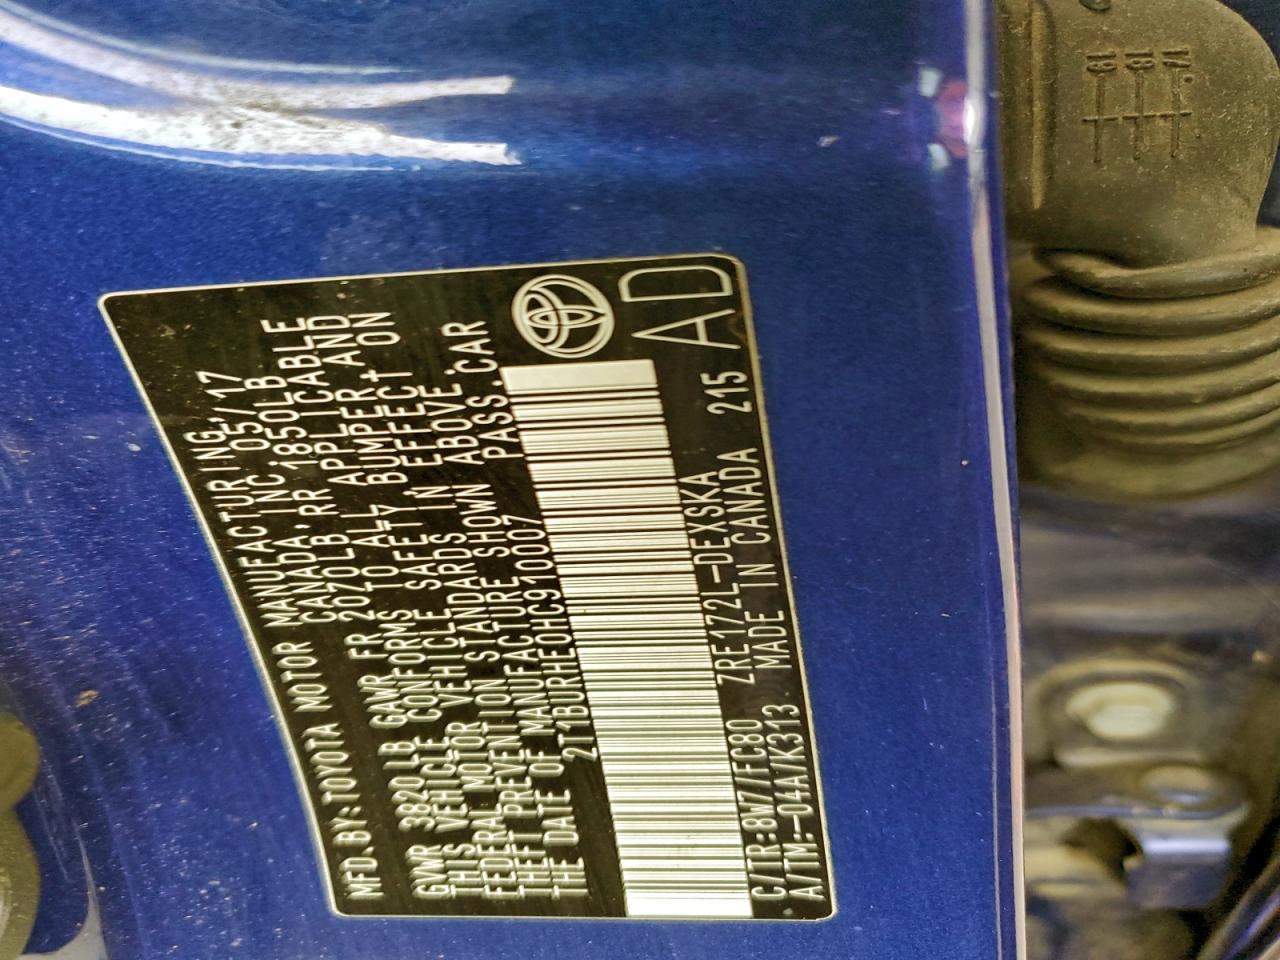 MFD.BY:TOYOTA MOTOR MANUFACTURING,
CANADA, INC. 05/17
GVWR 3820 LB GAWR FR 2020LB RR 1850LB
THIS VEHICLE CONFORMS TO ALL APPLICABLE
FEDERAL MOTOR VEHICLE SAFETY, BUMPER, AND
THEFT PREVENTION STANDARDS IN EFFECT ON
THE DATE OF MANUFACTURE SHOWN ABOVE.
2T1BURHE0HC910007 PASS.CAR
C/TR:8W7/FC80 ZRE172L-DEXSKA
A/TM:-04A/K313 MADE IN CANADA 215
AD